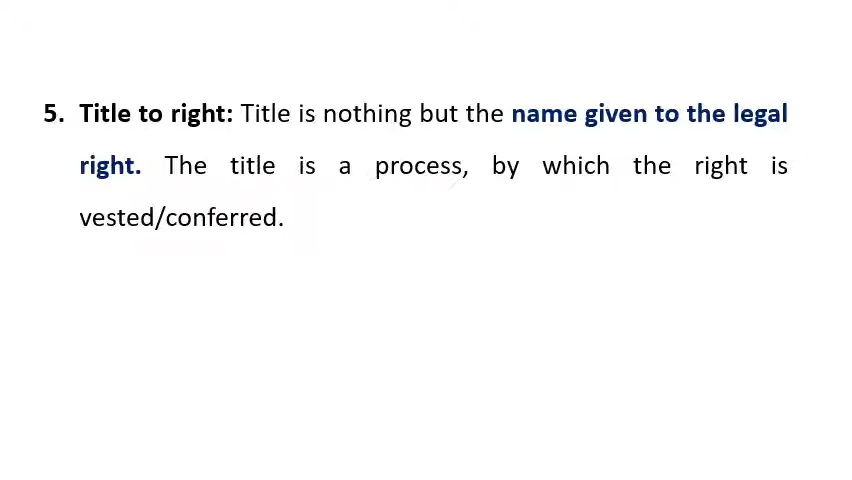 5. Title to right: Title is nothing but the name given to the legal
right. The title is a process, by which the right is
vested/conferred.